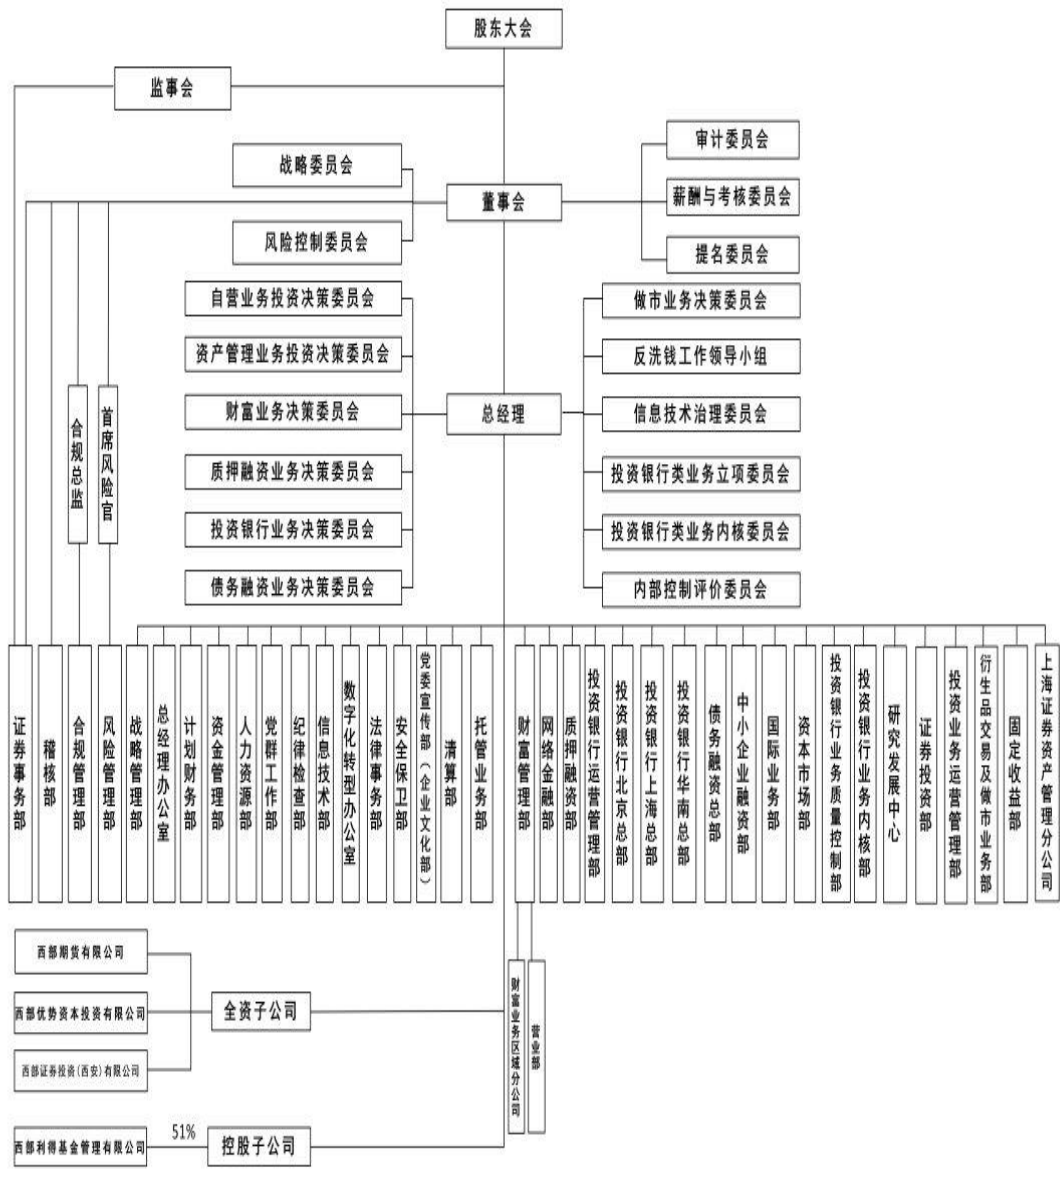 股东大会
监事会
战略委员会
董事会
审计委员会
薪酬与考核委员会
风险控制委员会
提名委员会
自营业务投资决策委员会
做市业务决策委员会
资产管理业务投资决策委员会
反洗钱工作领导小组
财富业务决策委员会
总经理
信息技术治理委员会
合规总监
首席风险官
质押融资业务决策委员会
投资银行类业务立项委员会
投资银行业务决策委员会
投资银行类业务内核委员会
债务融资业务决策委员会
内部控制评价委员会
证券事务部
稽核部
合规管理部
风险管理部
战略管理部
总经理办公室
计划财务部
资金管理部
人力资源部
党群工作部
纪律检查部
信息技术部
数字化转型办公室
法律事务部
安全保卫部
党委宣传部（企业文化部）
清算部
托管业务部
财富管理部
网络金融部
质押融资部
投资银行运营管理部
投资银行北京总部
投资银行上海总部
投资银行华南总部
债务融资总部
中小企业融资部
国际业务部
资本市场部
投资银行业务质量控制部
投资银行业务内核部
研究发展中心
证券投资部
投资业务运营管理部
衍生品交易及做市业务部
固定收益部
上海证券资产管理分公司
西部期货有限公司
西部优势资本投资有限公司
全资子公司
西部证券投资(西安)有限公司
财富业务区域分公司
营业部
西部利得基金管理有限公司
51%
控股子公司